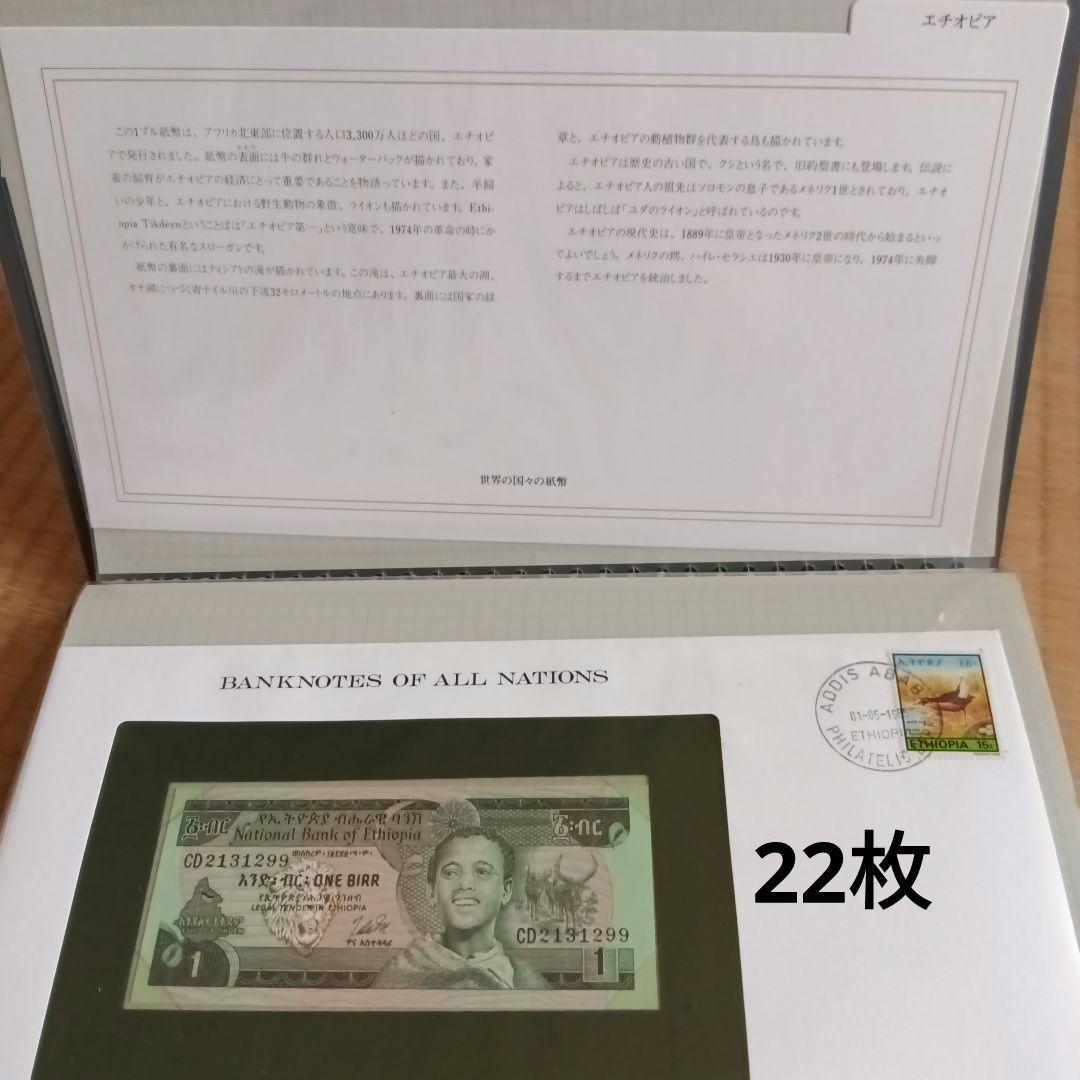 エチオピア
この1ブル紙幣は、アフリカ北東部に位置する人口3,300万人ほどの国、エチオピ
アで発行されました。紙幣の表面には牛の群れとウォーターバックが描かれており、家
畜の飼育がエチオピアの経済にとって重要であることを物語っています。また、羊飼
いの少年と、エチオピアにおける野生動物の象徴、ライオンも描かれています。Ethi-
opia Tikdemということばは「エチオピア第一」という意味で、1974年の革命の時にか
かげられた有名なスローガンです。
紙幣の裏面にはティシアトの滝が描かれています。この滝は、エチオピア最大の湖、
タナ湖につづく青ナイル川の下流32キロメートルの地点にあります。裏面には国家の紋
章と、エチオピアの動植物群を代表する鳥も描かれています。
エチオピアは歴史の古い国で、クシという名で、旧約聖書にも登場します。伝説に
よると、エチオピア人の祖先はソロモンの息子であるメネリク1世とされており、エチオ
ピアはしばしば「ユダのライオン」と呼ばれているのです。
エチオピアの現代史は、1889年に皇帝となったメネリク2世の時代から始まるといっ
てよいでしょう。メネリクの甥、ハイレ・セラシエは1930年に皇帝になり、1974年に失脚
するまでエチオピアを統治しました。
世界の国々の紙幣
BANKNOTES OF ALL NATIONS
ADDIS ABAB
01-05-19
ETHIOPI
PHILATELIC
ኢትዮጵያ
ETHIOPIA 15
የኢትዮጵያ ብሔራዊ ባንክ
National Bank of Ethiopia
CD2131299
አንድ ብር ONE BIRR
LEGAL TENDER IN ETHIOPIA
CD2131299
1
1
22枚